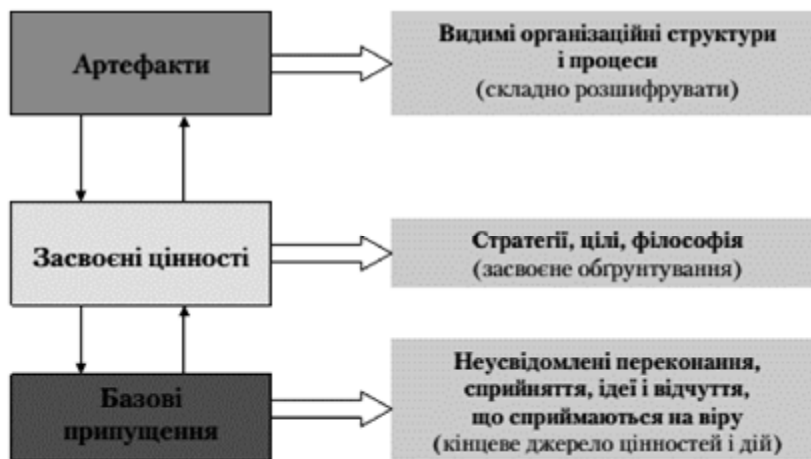 Артефакти
Видимі організаційні структури
і процеси
(складно розшифрувати)
Засвоєні цінності
Стратегії, цілі, філософія
(засвоєне обґрунтування)
Базові
припущення
Неусвідомлені переконання,
сприйняття, ідеї і відчуття,
що сприймаються на віру
(кінцеве джерело цінностей і дій)